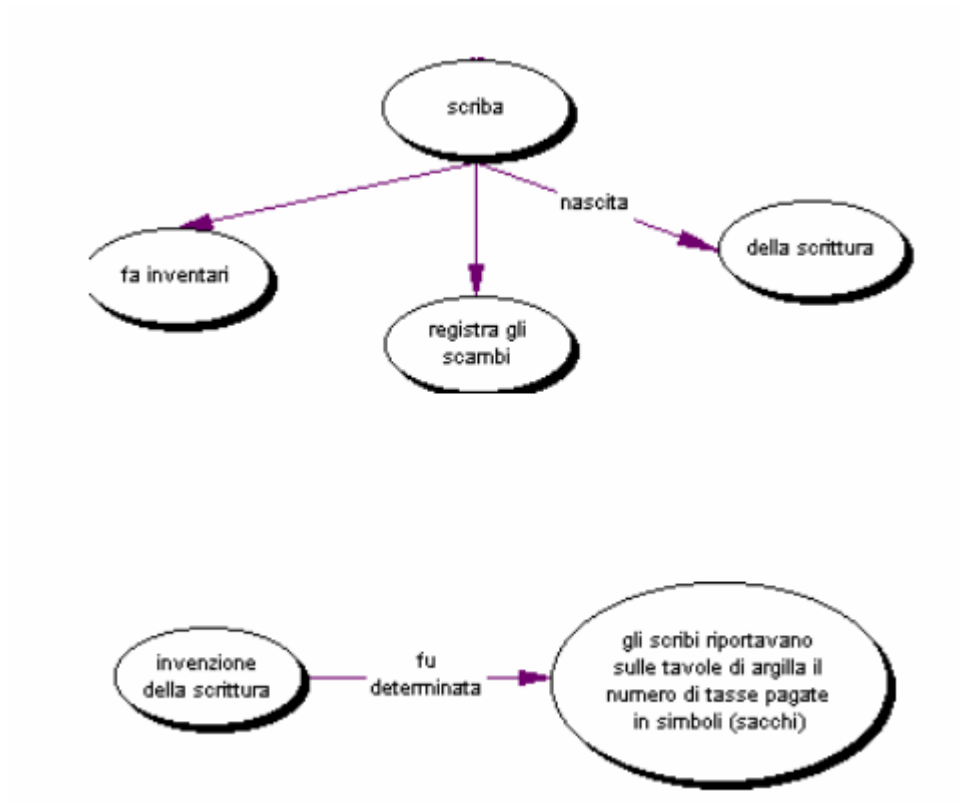 scriba
nascita
della scrittura
fa inventari
registra gli
scambi
invenzione
della scrittura
fu
determinata
gli scribi riportavano
sulle tavole di argilla il
numero di tasse pagate
in simboli (sacchi)